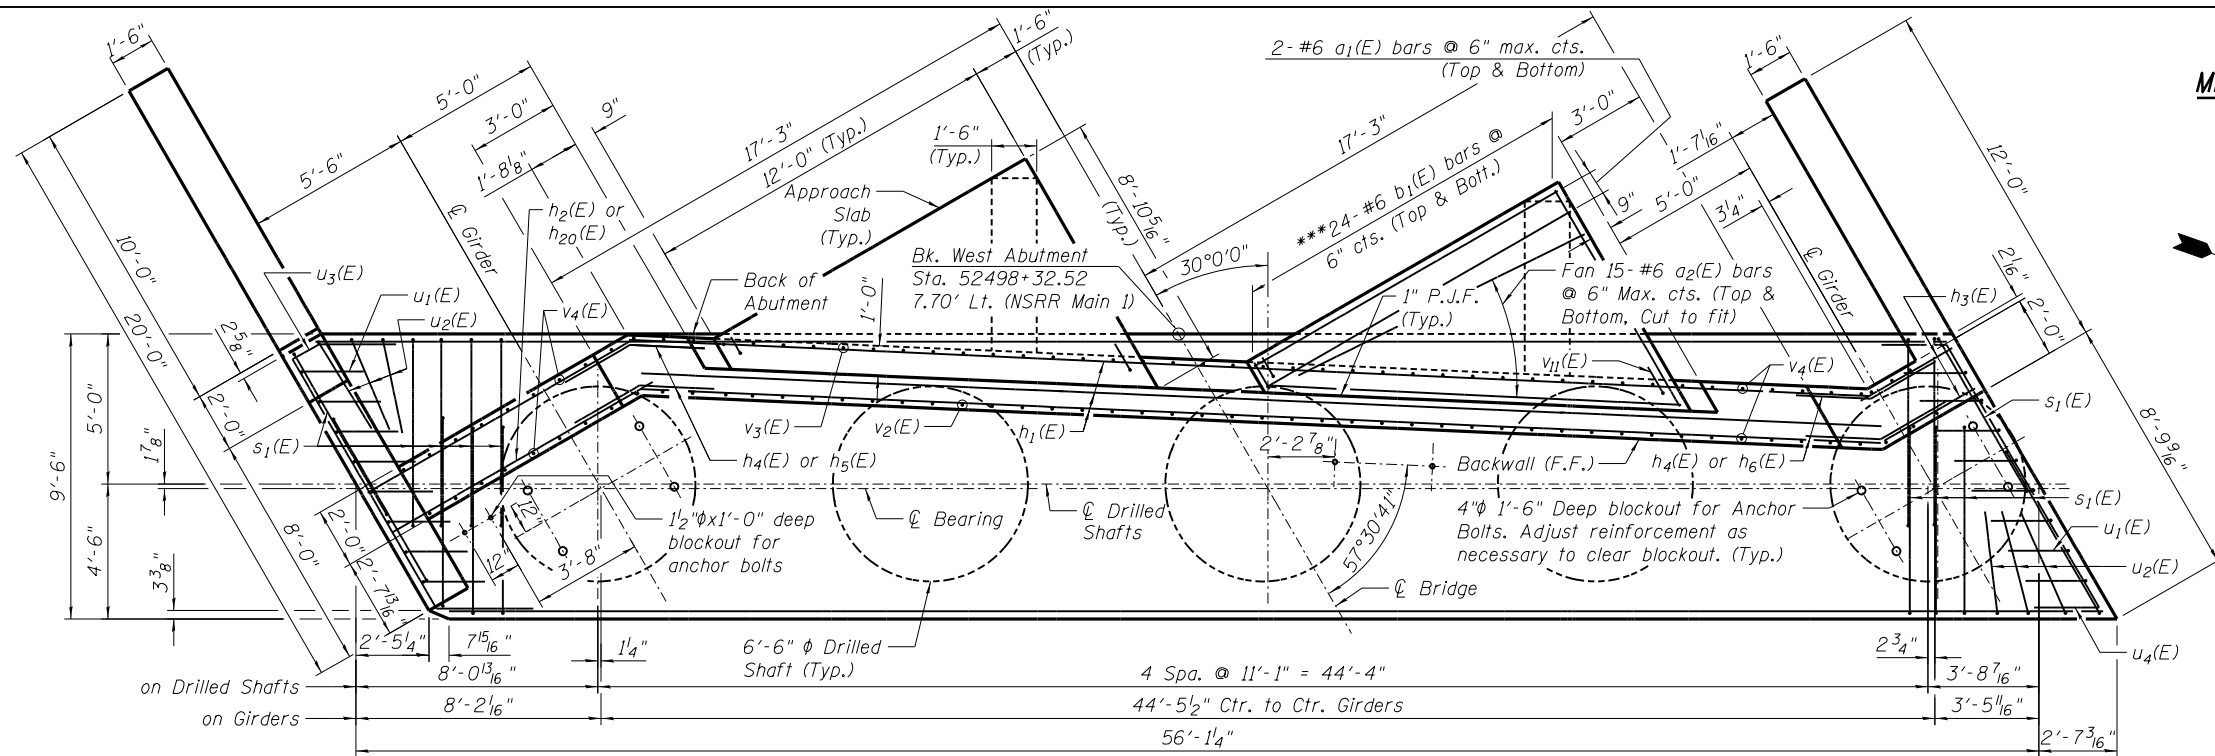 1'-6"
5'-0"
3'-0"
9"
5'-6"
1'-8 1/8"
17'-3"
12'-0" (Typ.)
1'-6"
(Typ.)
1'-6"
(Typ.)
2-#6 a1(E) bars @ 6" max. cts.
(Top & Bottom)
17'-3"
3'-0"
1'-6"
1'-7 1/16"
12'-0"
℄ Girder
h2(E) or
h20(E)
Approach
Slab
(Typ.)
8'-10 5/16"
(Typ.)
***24-#6 b1(E) bars @
6" cts. (Top & Bott.)
9"
5'-0"
3 1/4"
℄ Girder
2 1/16"
2'-0"
10'-0"
20'-0"
u3(E)
u1(E)
u2(E)
v4(E)
Back of
Abutment
1'-0"
Bk. West Abutment
Sta. 52498+32.52
7.70' Lt. (NSRR Main 1)
30°0'0"
1" P.J.F.
(Typ.)
Fan 15-#6 a2(E) bars
@ 6" Max. cts. (Top &
Bottom, Cut to fit)
h3(E)
2 5/8"
2'-0"
5'-0"
1 7/8"
9'-6"
4'-6"
3 3/8"
s1(E)
v3(E)
v2(E)
h1(E)
v11(E)
v4(E)
s1(E)
8'-9 9/16"
h4(E) or h5(E)
2'-2 7/8"
Backwall (F.F.)
h4(E) or h6(E)
8'-0"
2'-0"
2'-7 13/16"
12"
12"
3'-8"
1 1/2"ϕx1'-0" deep
blockout for
anchor bolts
℄ Bearing
℄ Drilled
Shafts
57°30'41"
4"ϕ 1'-6" Deep blockout for Anchor
Bolts. Adjust reinforcement as
necessary to clear blockout. (Typ.)
s1(E)
u1(E)
u2(E)
u4(E)
℄ Bridge
2'-5 1/4"
7 15/16"
1 1/4"
6'-6" ϕ Drilled
Shaft (Typ.)
2 3/4"
on Drilled Shafts
8'-0 13/16"
4 Spa. @ 11'-1" = 44'-4"
3'-8 7/16"
on Girders
8'-2 1/16"
44'-5 1/2" Ctr. to Ctr. Girders
3'-5 11/16"
56'-1 1/4"
2'-7 3/16"